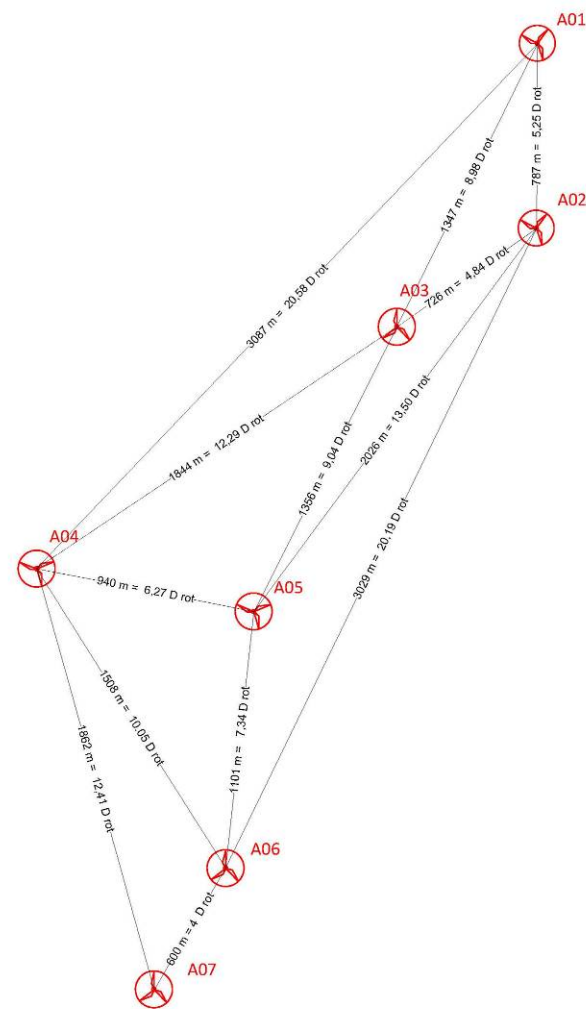 A01
787 m = 5,25 D rot
1347 m = 8,98 D rot
A02
3087 m = 20,58 D rot
A03
726 m = 4,84 D rot
1844 m = 12,29 D rot
1356 m = 9,04 D rot
2026 m = 13,50 D rot
3029 m = 20,19 D rot
A04
940 m = 6,27 D rot
A05
1508 m = 10,05 D rot
1101 m = 7,34 D rot
1862 m = 12,41 D rot
A06
600 m = 4 D rot
A07